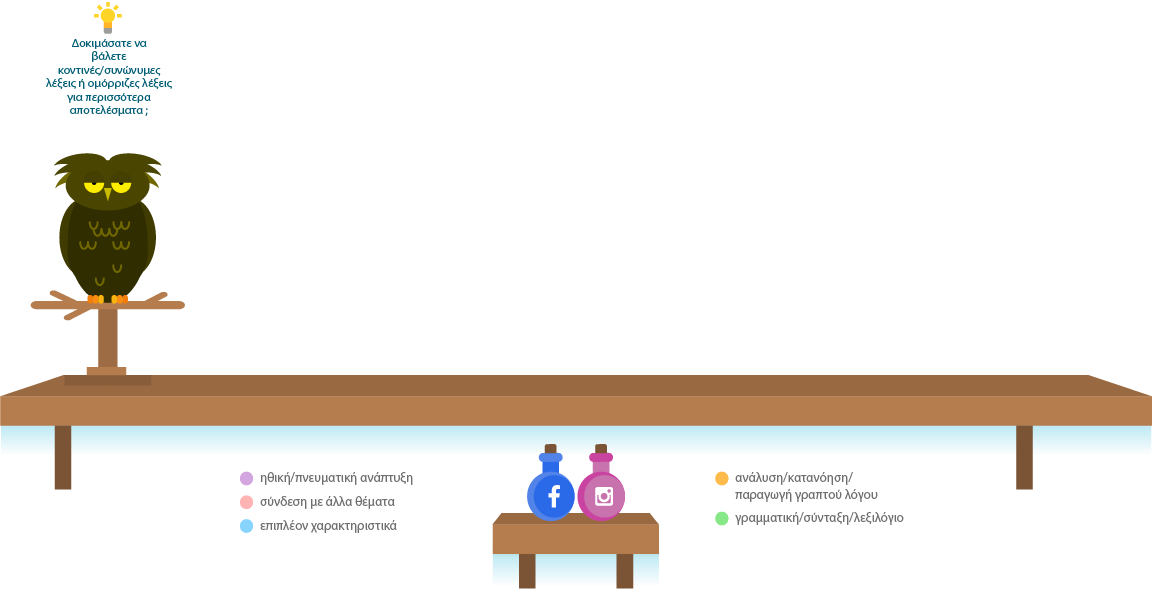 Δοκιμάσατε να
βάλετε
κοντινές/συνώνυμες
λέξεις ή ομόρριζες λέξεις
για περισσότερα
αποτελέσματα ;
ηθική/πνευματική ανάπτυξη
σύνδεση με άλλα θέματα
επιπλέον χαρακτηριστικά
ανάλυση/κατανόηση/
παραγωγή γραπτού λόγου
γραμματική/σύνταξη/λεξιλόγιο